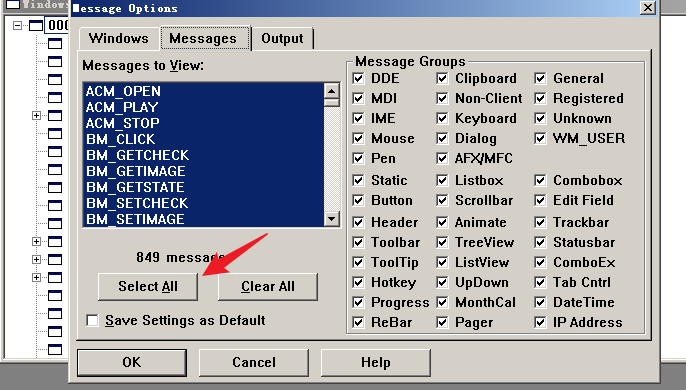 Windows
Message Options
000
Windows
Messages
Output
Messages to View:
ACM_OPEN
ACM_PLAY
ACM_STOP
BM_CLICK
BM_GETCHECK
BM_GETIMAGE
BM_GETSTATE
BM_SETCHECK
BM_SETIMAGE
849
Select All
Clear All
Save Settings as Default
Message Groups
DDE Clipboard General
MDI Non-Client Registered
IME Keyboard Unknown
Mouse Dialog WM_USER
Pen AFX/MFC
Static Listbox Combobox
Button Scrollbar Edit Field
Header Animate Trackbar
Toolbar TreeView Statusbar
ToolTip ListView ComboEx
Hotkey UpDown Tab Cntrl
Progress MonthCal DateTime
ReBar Pager IP Address
OK
Cancel
Help